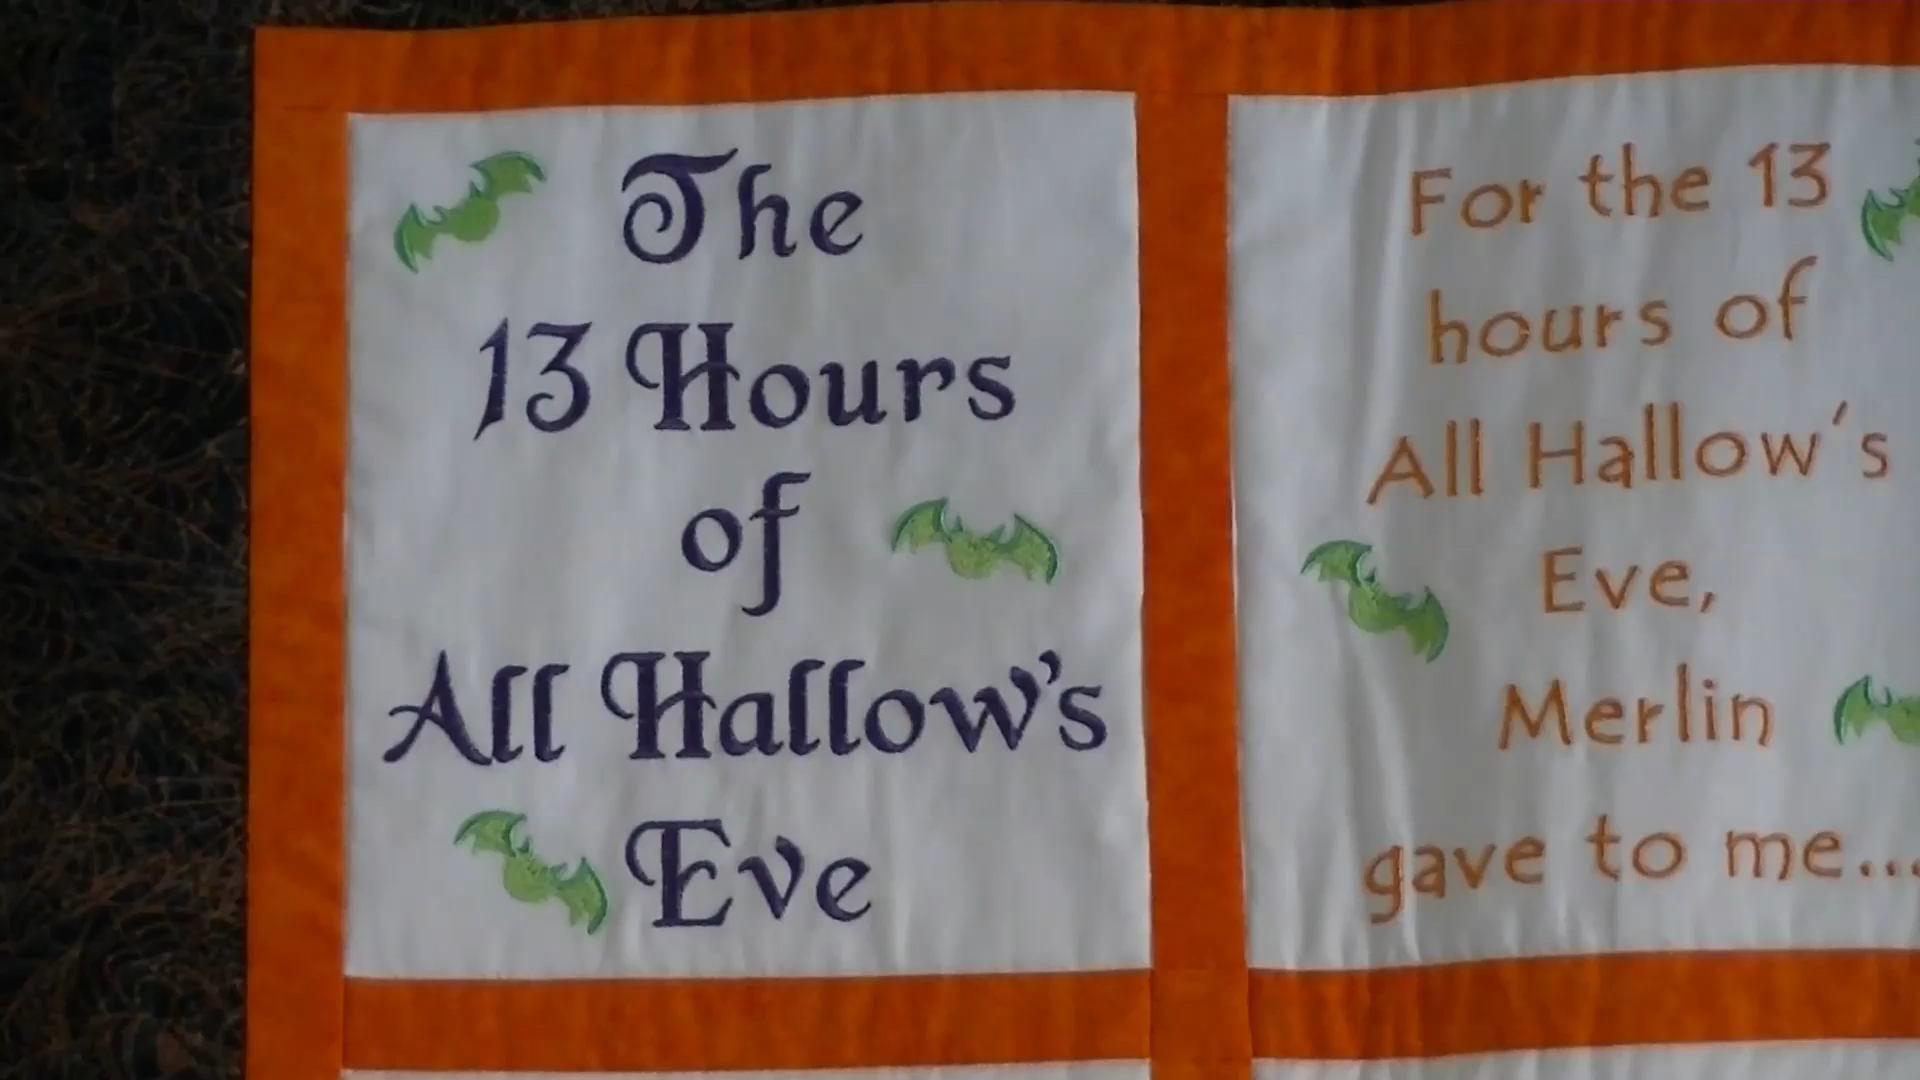 The
13 Hours
of
All Hallow's
Eve
For the 13
hours of
All Hallow's
Eve,
Merlin
gave to me...